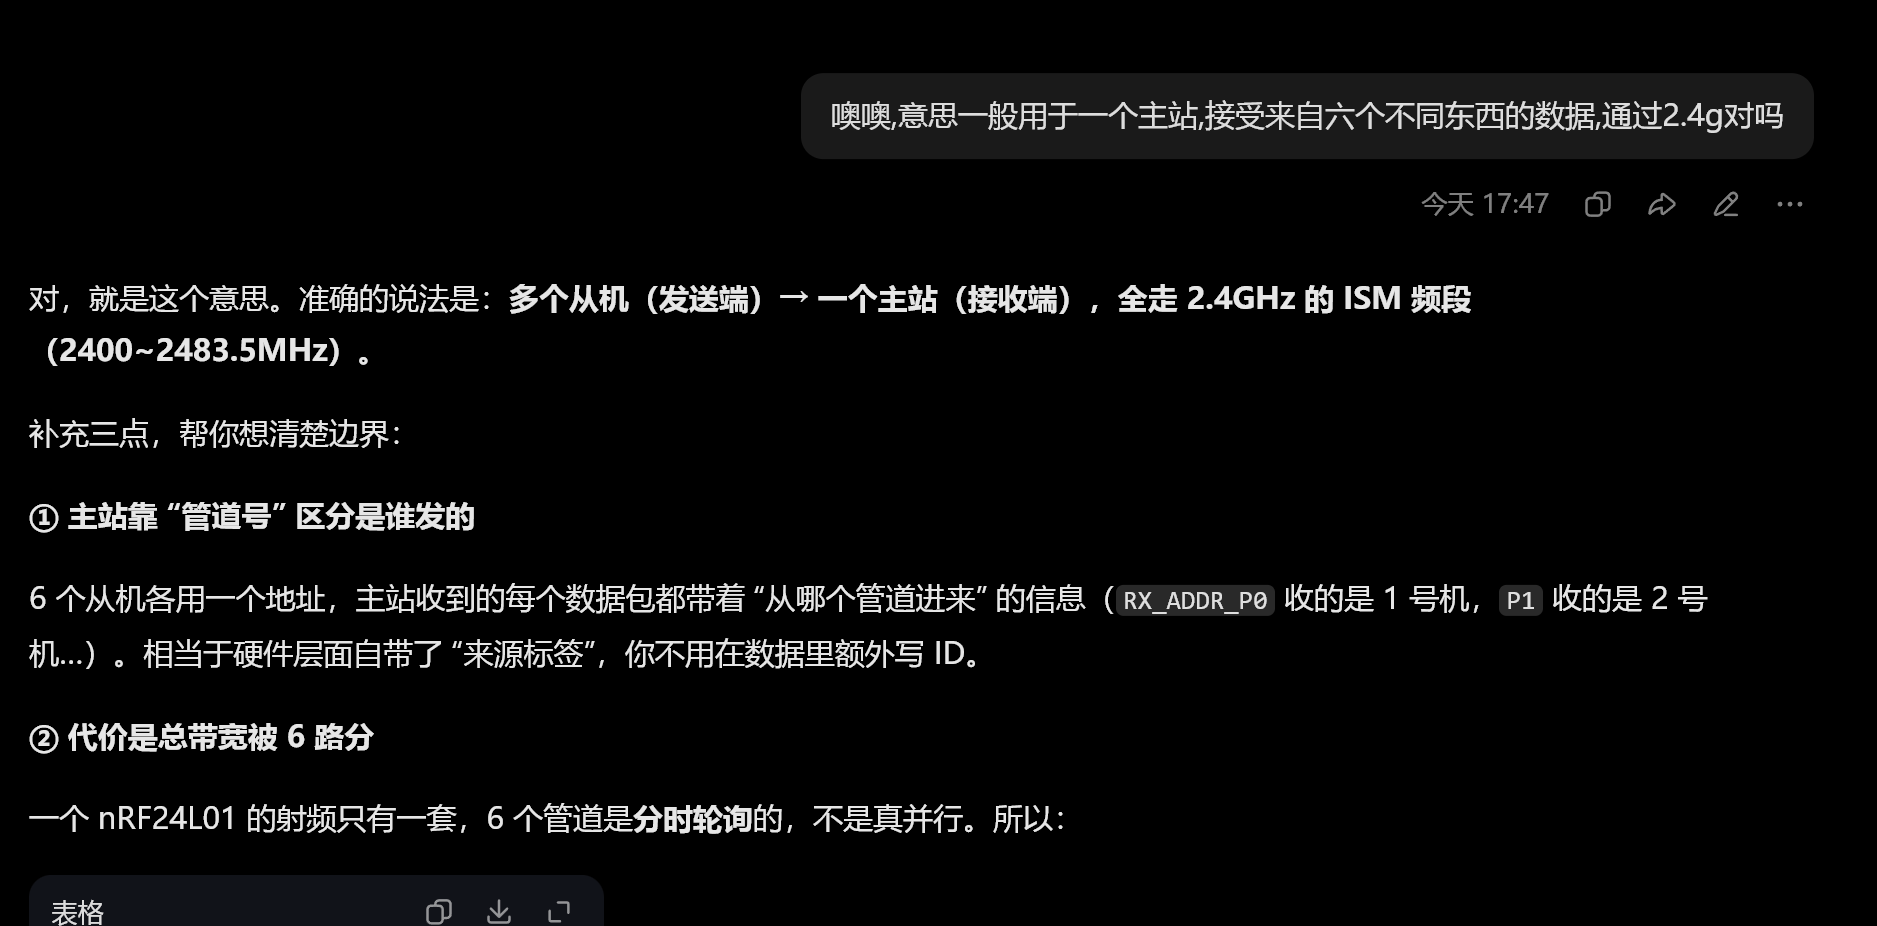 噢噢,意思一般用于一个主站,接受来自六个不同东西的数据,通过2.4g对吗
今天 17:47
对，就是这个意思。准确的说法是：多个从机（发送端）→ 一个主站（接收端），全走 2.4GHz 的 ISM 频段
（2400~2483.5MHz）。
补充三点，帮你想清楚边界：
① 主站靠 “管道号” 区分是谁发的
6 个从机各用一个地址，主站收到的每个数据包都带着 “从哪个管道进来” 的信息（RX_ADDR_P0 收的是 1 号机，P1 收的是 2 号
机...）。相当于硬件层面自带了 “来源标签”，你不用在数据里额外写 ID。
② 代价是总带宽被 6 路分
一个 nRF24L01 的射频只有一套，6 个管道是分时轮询的，不是真并行。所以：
表格